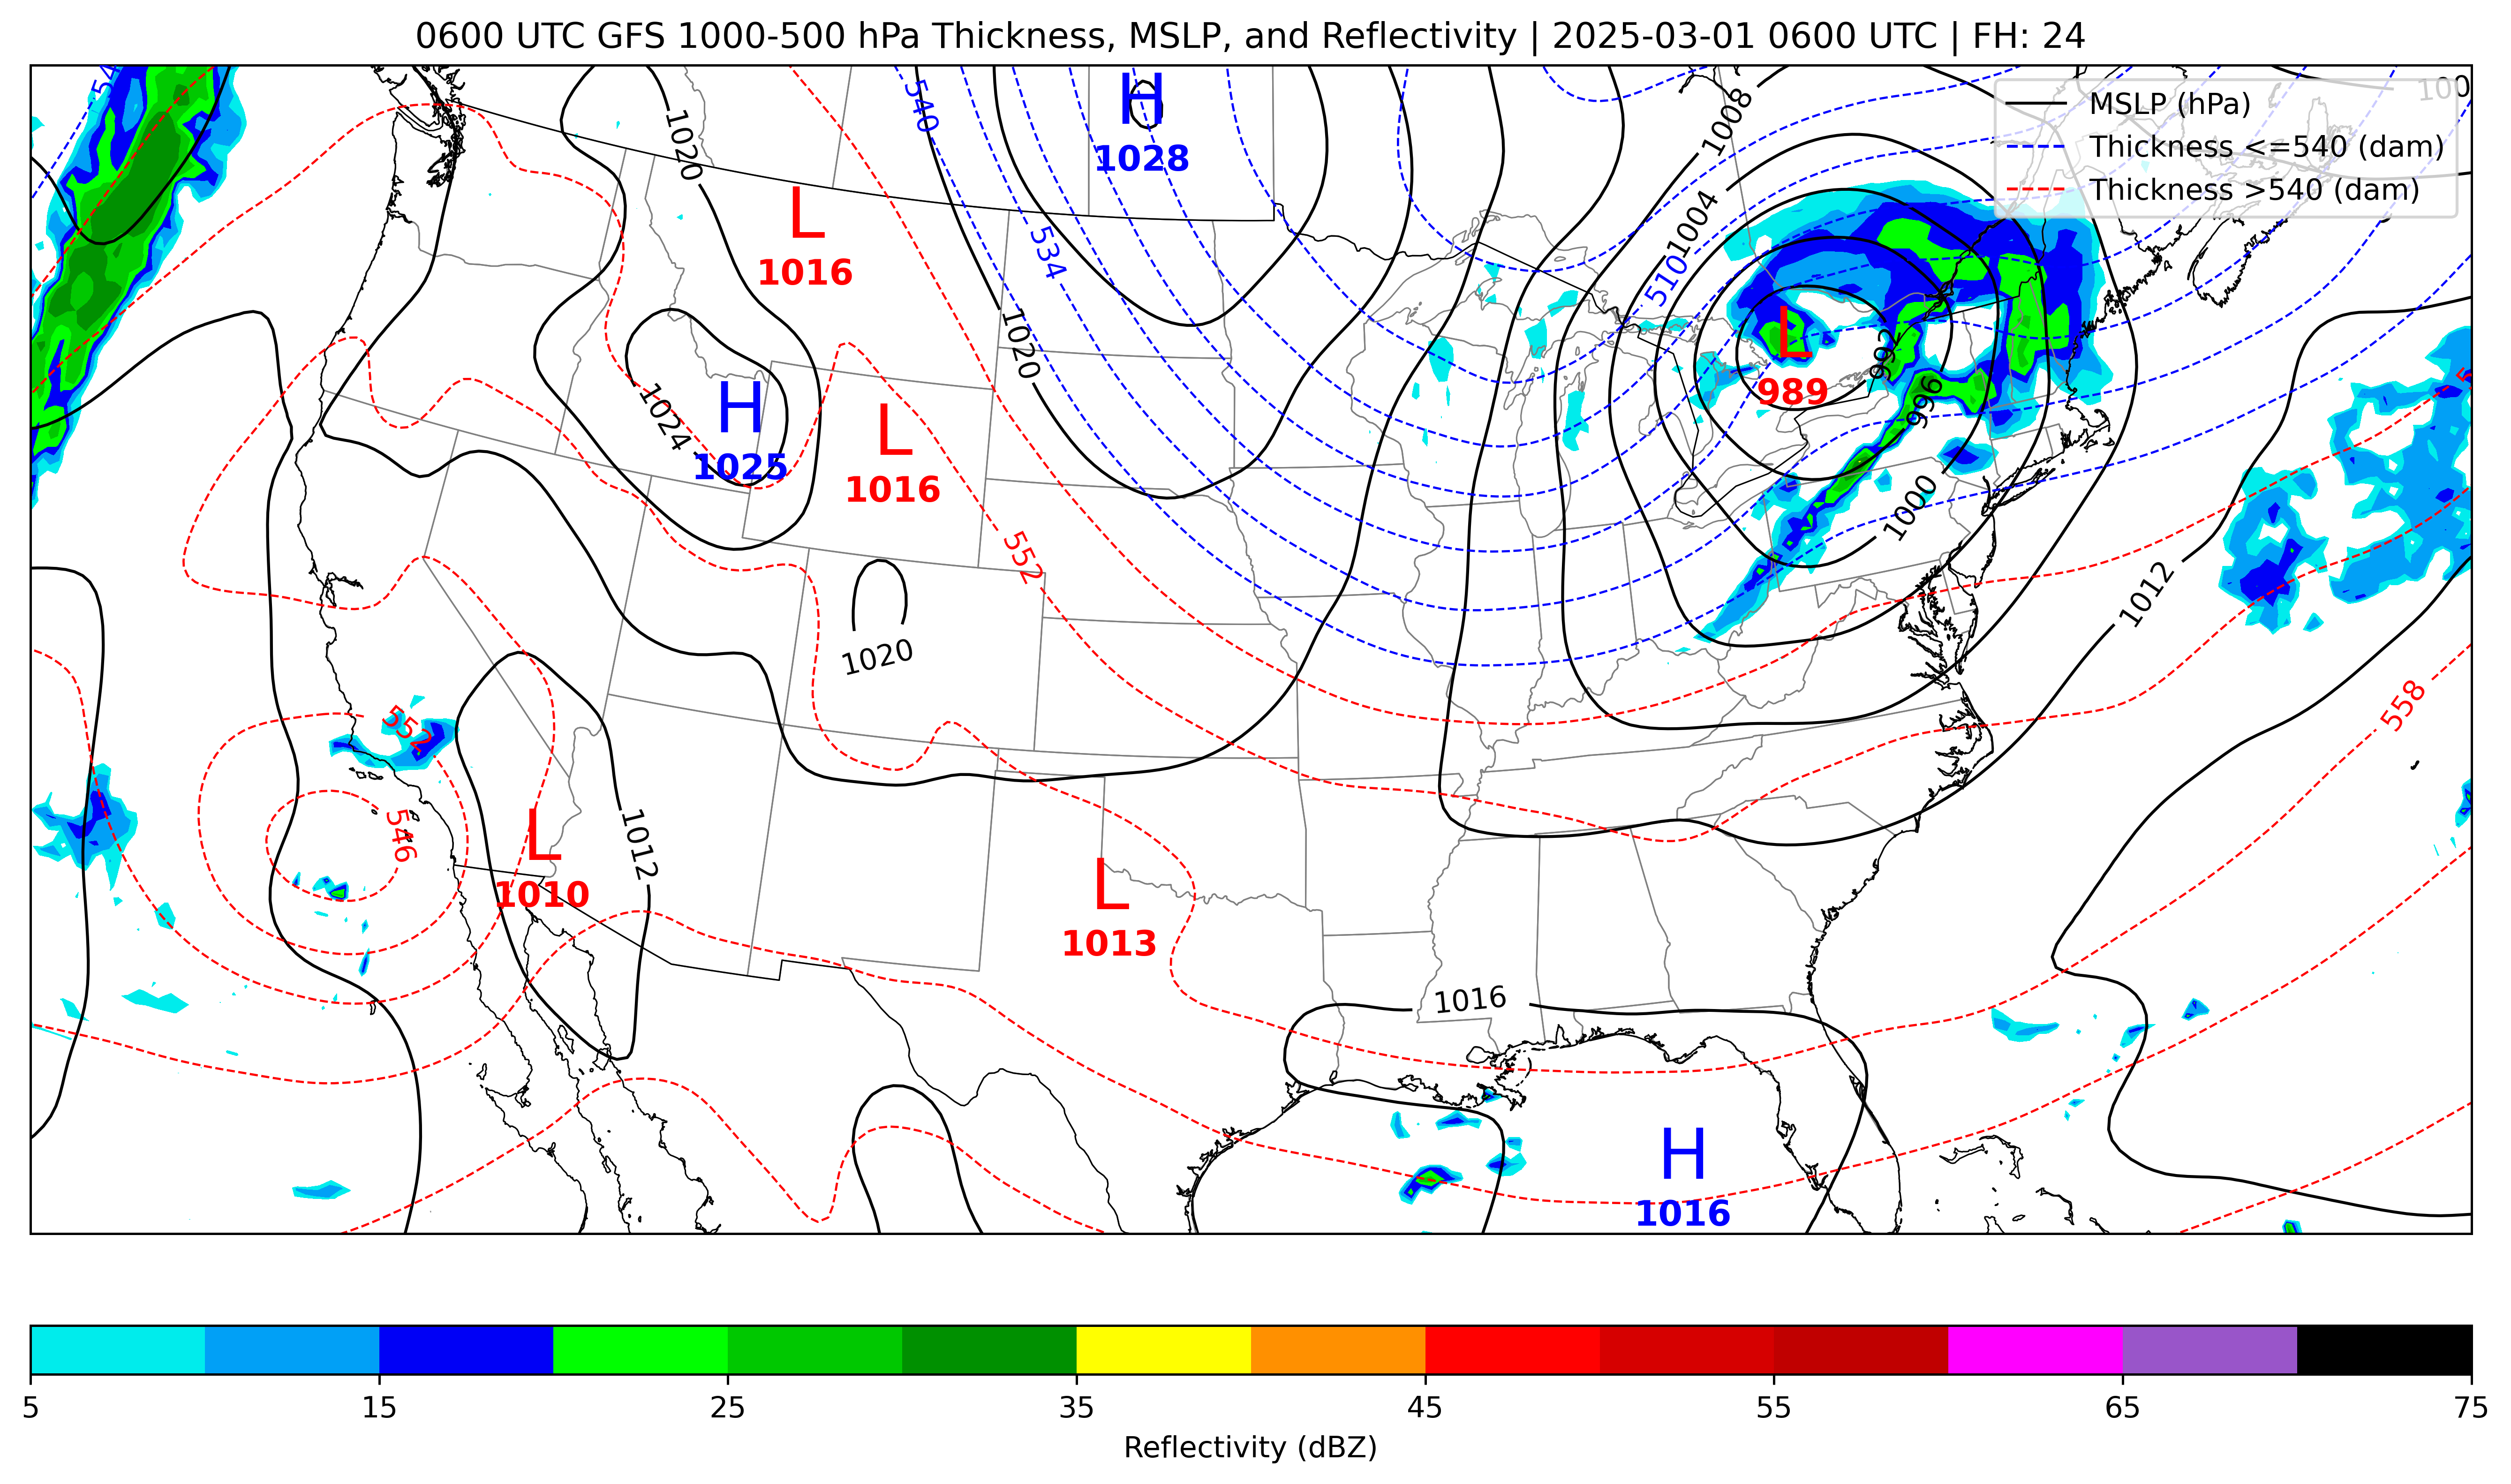 0600 UTC GFS 1000-500 hPa Thickness, MSLP, and Reflectivity | 2025-03-01 0600 UTC | FH: 24
MSLP (hPa)
Thickness <=540 (dam)
Thickness >540 (dam)
540
H
1028
1020
1008
100
L
1016
534
1004
510
1020
L
989
992
996
1024
H
1025
L
1016
1000
552
1012
1020
558
552
546
L
1010
1012
L
1013
1016
H
1016
5 15 25 35 45 55 65 75
Reflectivity (dBZ)